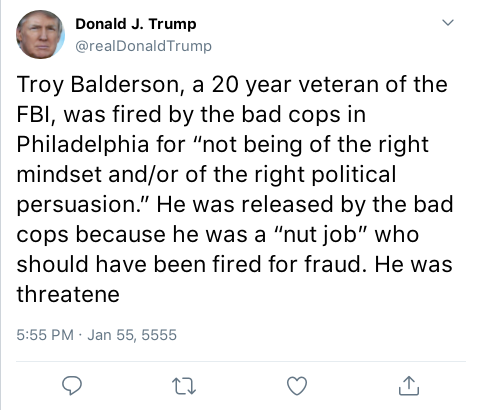 Donald J. Trump
@realDonaldTrump
Troy Balderson, a 20 year veteran of the
FBI, was fired by the bad cops in
Philadelphia for “not being of the right
mindset and/or of the right political
persuasion.” He was released by the bad
cops because he was a “nut job” who
should have been fired for fraud. He was
threatene
5:55 PM · Jan 55, 5555